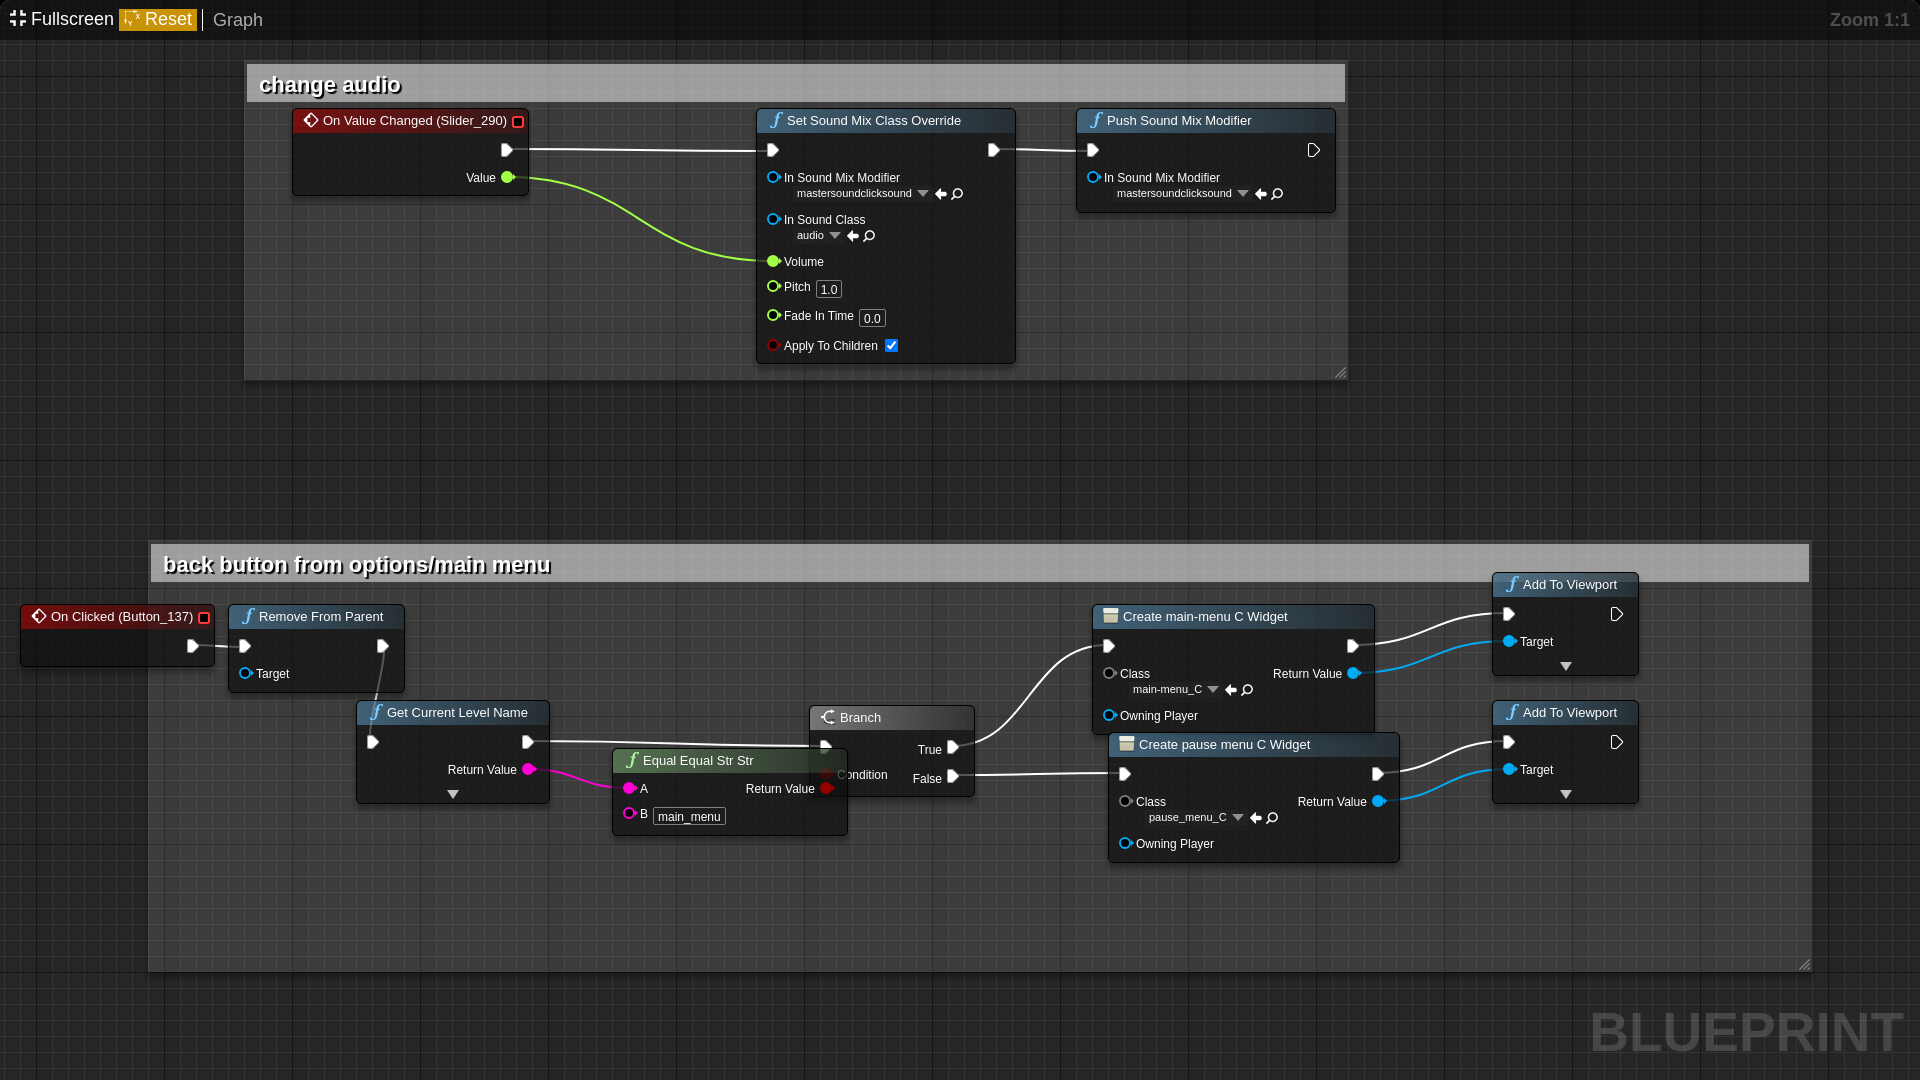 Fullscreen Reset Graph Zoom 1:1
change audio
On Value Changed (Slider_290)
Value
Set Sound Mix Class Override
In Sound Mix Modifier
mastersoundclicksound
In Sound Class
audio
Volume
Pitch 1.0
Fade In Time 0.0
Apply To Children
Push Sound Mix Modifier
In Sound Mix Modifier
mastersoundclicksound
back button from options/main menu
On Clicked (Button_137)
Remove From Parent
Target
Get Current Level Name
Return Value
Equal Equal Str Str
A Return Value
B main_menu
Branch
True
Condition False
Create main-menu C Widget
Class Return Value
main-menu_C
Owning Player
Create pause menu C Widget
Class Return Value
pause_menu_C
Owning Player
Add To Viewport
Target
Add To Viewport
Target
BLUEPRINT